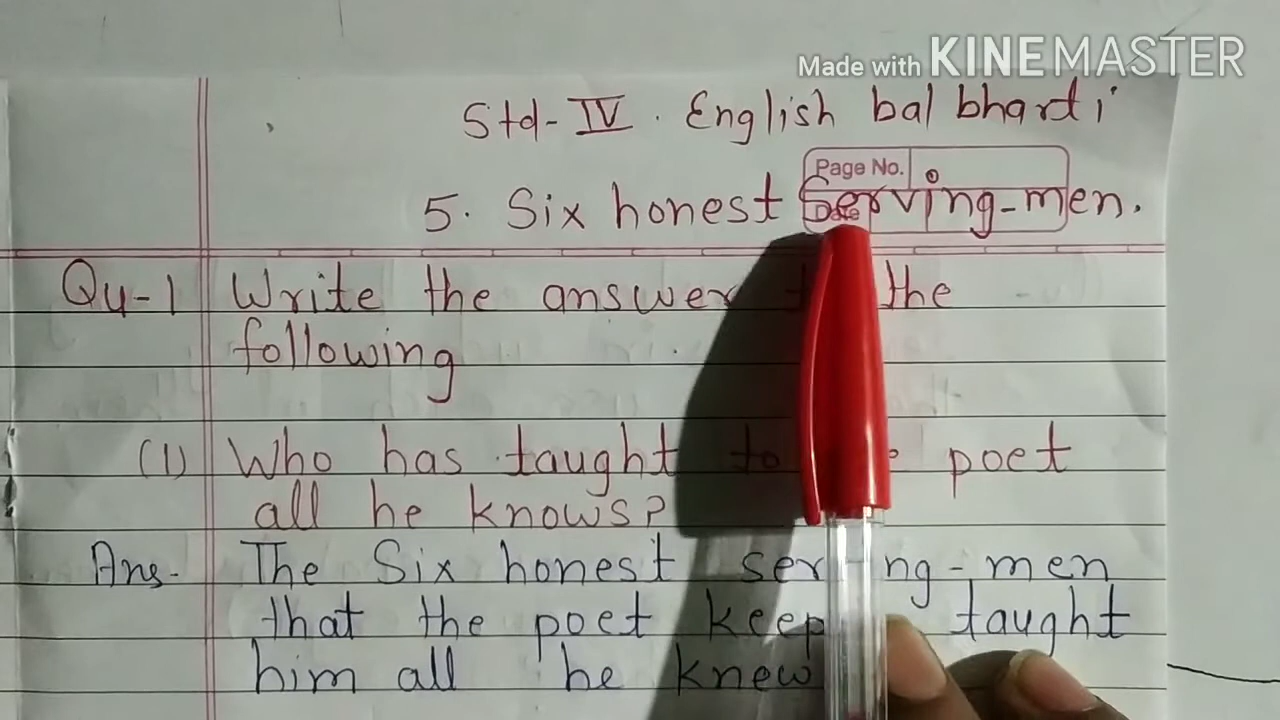 Made with KINEMASTER
Std-IV. English bal bharti
Page No.
5. Six honest Serving-men.
Date
Qu-1 Write the answer the
following
(1) Who has taught to poet
all he knows?
Ans- The Six honest serving-men
that the poet keep taught
him all he knew